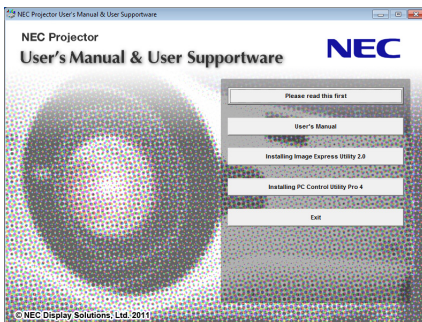 NEC Projector User's Manual & User Supportware
NEC Projector
User's Manual & User Supportware
NEC
Please read this first
User's Manual
Installing Image Express Utility 2.0
Installing PC Control Utility Pro 4
Exit
© NEC Display Solutions, Ltd. 2011